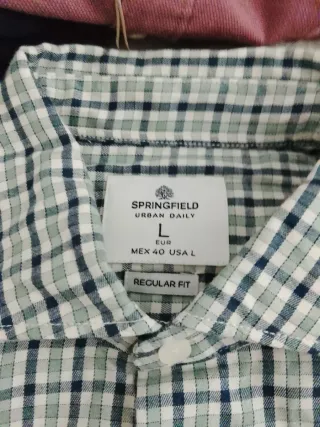 SPRINGFIELD
URBAN DAILY
L
EUR
MEX 40 USA L
REGULAR FIT